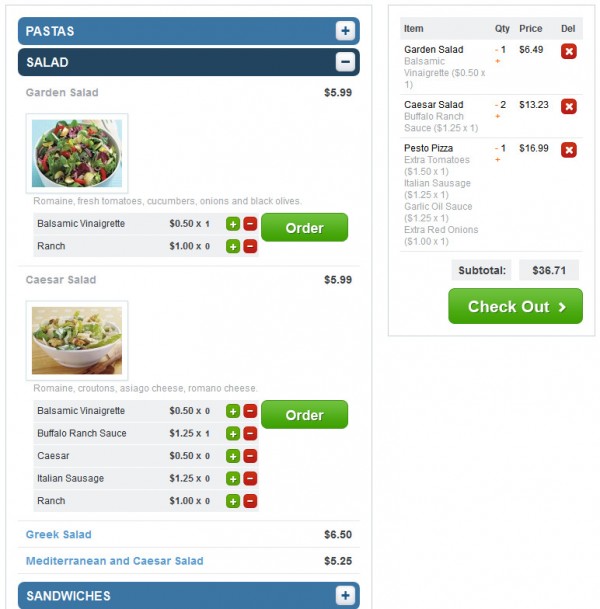 PASTAS +
SALAD −
Garden Salad $5.99
Romaine, fresh tomatoes, cucumbers, onions and black olives.
Balsamic Vinaigrette $0.50 x 1 + −
Ranch $1.00 x 0 + −
Order
Caesar Salad $5.99
Romaine, croutons, asiago cheese, romano cheese.
Balsamic Vinaigrette $0.50 x 0 + −
Order
Buffalo Ranch Sauce $1.25 x 1 + −
Caesar $0.50 x 0 + −
Italian Sausage $1.25 x 0 + −
Ranch $1.00 x 0 + −
Greek Salad $6.50
Mediterranean and Caesar Salad $5.25
SANDWICHES +
Item Qty Price Del
Garden Salad - 1 $6.49
Balsamic +
Vinaigrette ($0.50 x
1)
Caesar Salad - 2 $13.23
Buffalo Ranch +
Sauce ($1.25 x 1)
Pesto Pizza - 1 $16.99
Extra Tomatoes +
($1.50 x 1)
Italian Sausage
($1.25 x 1)
Garlic Oil Sauce
($1.25 x 1)
Extra Red Onions
($1.00 x 1)
Subtotal: $36.71
Check Out